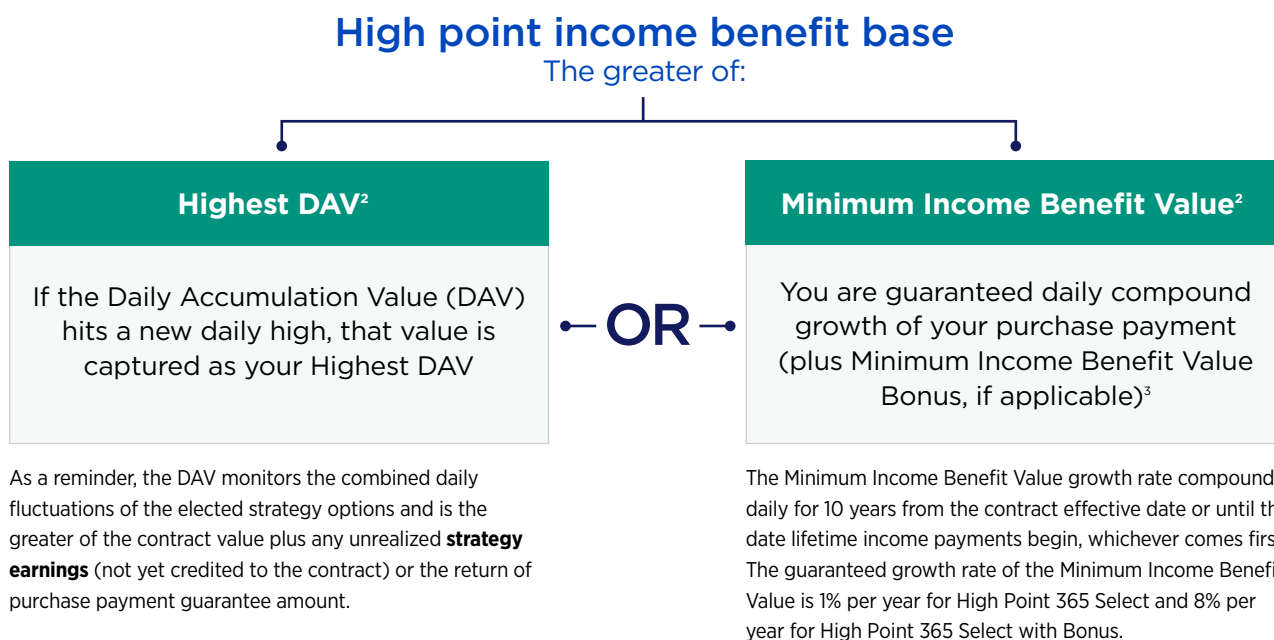 High point income benefit base
The greater of:
Highest DAV²
If the Daily Accumulation Value (DAV)
hits a new daily high, that value is
captured as your Highest DAV
OR
Minimum Income Benefit Value²
You are guaranteed daily compound
growth of your purchase payment
(plus Minimum Income Benefit Value
Bonus, if applicable)³
As a reminder, the DAV monitors the combined daily
fluctuations of the elected strategy options and is the
greater of the contract value plus any unrealized strategy
earnings (not yet credited to the contract) or the return of
purchase payment guarantee amount.
The Minimum Income Benefit Value growth rate compound
daily for 10 years from the contract effective date or until th
date lifetime income payments begin, whichever comes firs
The guaranteed growth rate of the Minimum Income Benefi
Value is 1% per year for High Point 365 Select and 8% per
year for High Point 365 Select with Bonus.